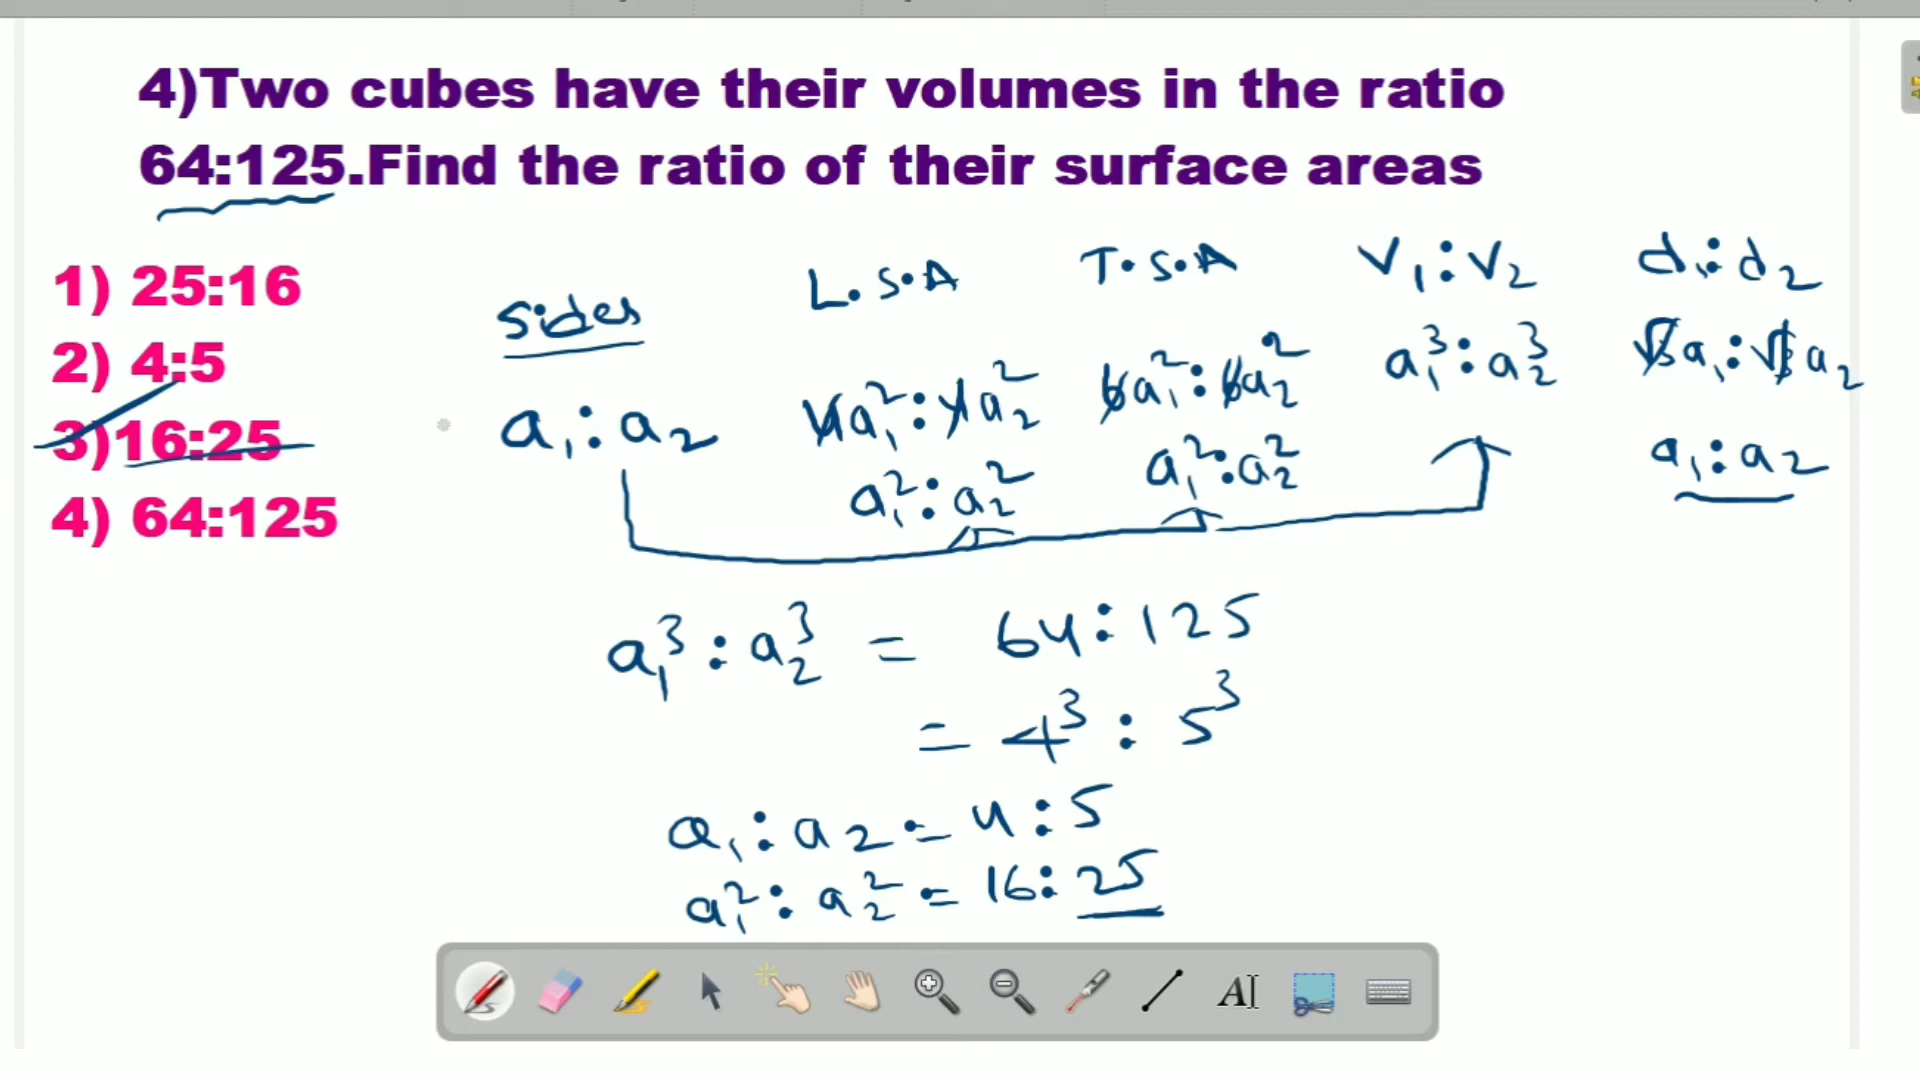 4)Two cubes have their volumes in the ratio
64:125.Find the ratio of their surface areas
1) 25:16
2) 4:5
3)16:25
4) 64:125
Sides L.S.A T.S.A V₁:V₂ d₁:d₂
a₁:a₂ 4a₁²:4a₂² 6a₁²:6a₂² a₁³:a₂³ √3a₁:√3a₂
a₁²:a₂² a₁²:a₂² a₁:a₂
a₁³:a₂³ = 64:125
= 4³:5³
a₁:a₂ = 4:5
a₁²:a₂² = 16:25
AI